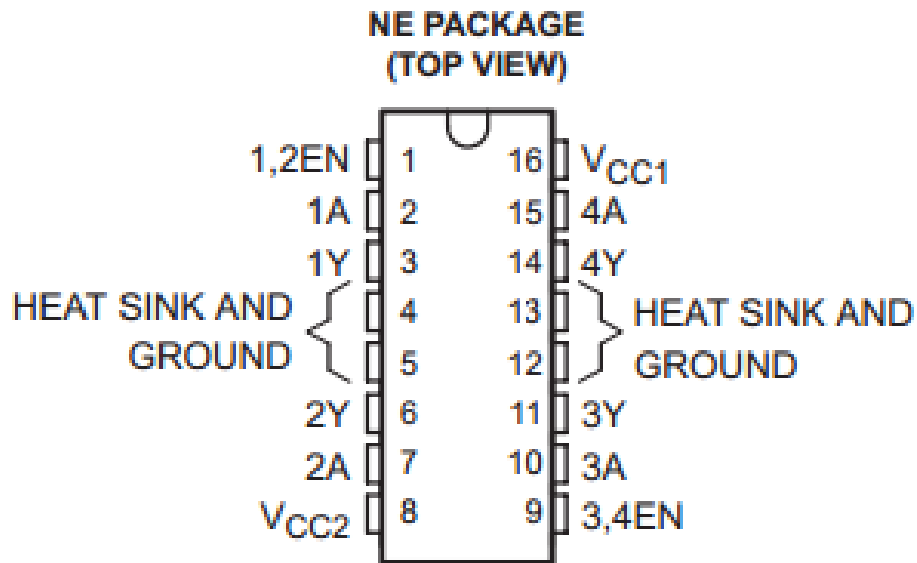 NE PACKAGE
(TOP VIEW)
1,2EN 1 16 VCC1
1A 2 15 4A
1Y 3 14 4Y
HEAT SINK AND 4 13 HEAT SINK AND
GROUND 5 12 GROUND
2Y 6 11 3Y
2A 7 10 3A
VCC2 8 9 3,4EN